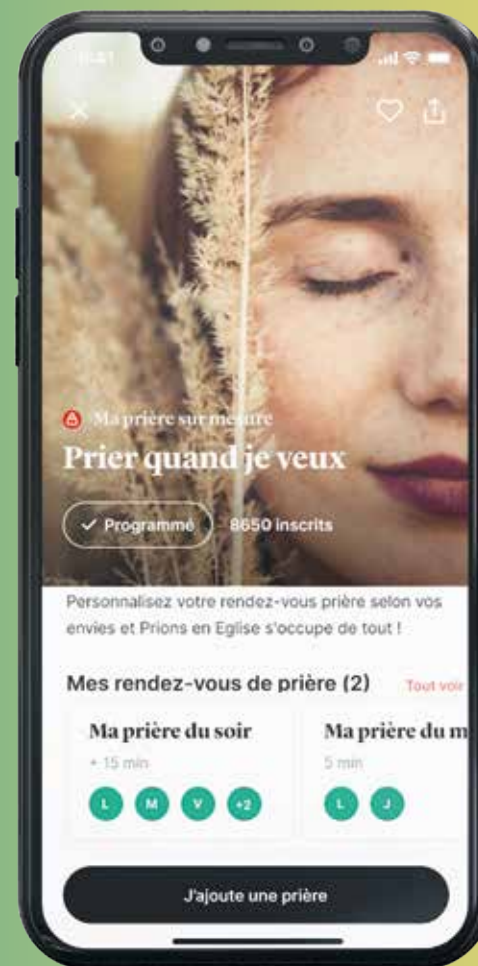 Ma prière sur mesure
Prier quand je veux
Programmé 8650 inscrits
Personnalisez votre rendez-vous prière selon vos
envies et Prions en Eglise s'occupe de tout !
Mes rendez-vous de prière (2) Tout voir
Ma prière du soir
+ 15 min
L M V +2
Ma prière du m
5 min
L J
J'ajoute une prière